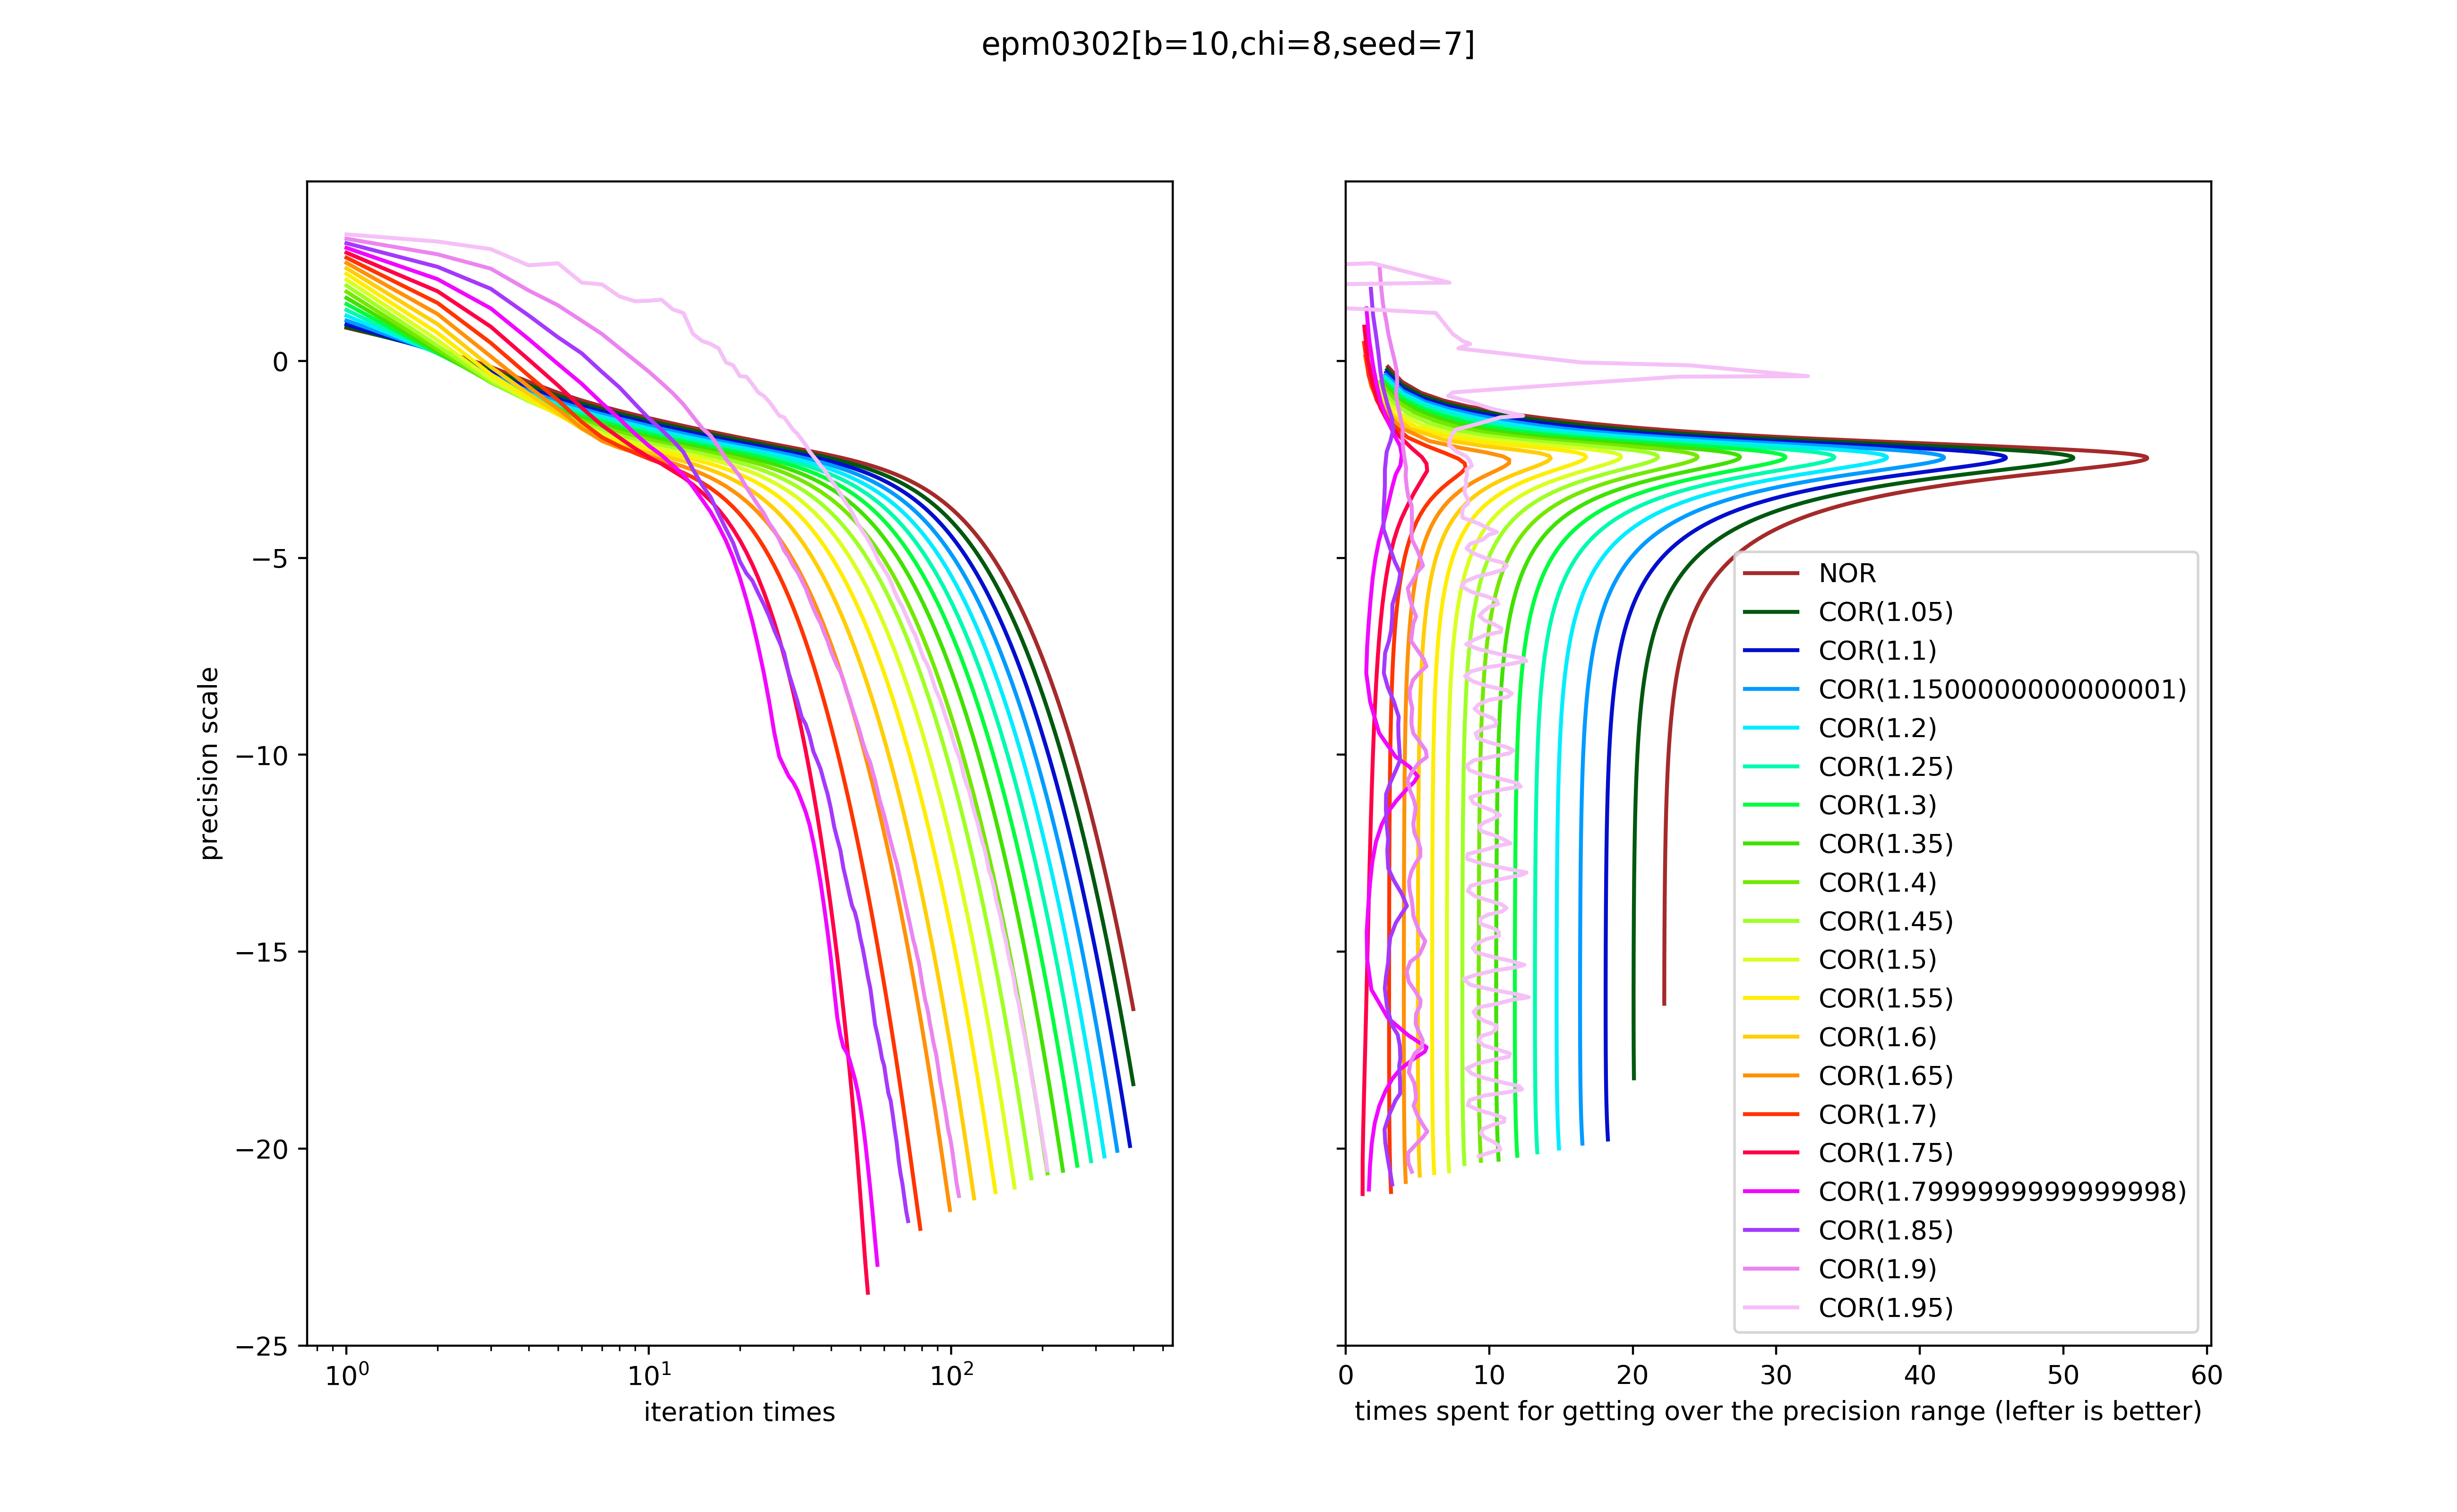 epm0302[b=10,chi=8,seed=7]
precision scale
0
−5
−10
−15
−20
−25
10⁰
10¹
10²
iteration times
0
10
20
30
40
50
60
times spent for getting over the precision range (lefter is better)
NOR
COR(1.05)
COR(1.1)
COR(1.1500000000000001)
COR(1.2)
COR(1.25)
COR(1.3)
COR(1.35)
COR(1.4)
COR(1.45)
COR(1.5)
COR(1.55)
COR(1.6)
COR(1.65)
COR(1.7)
COR(1.75)
COR(1.7999999999999998)
COR(1.85)
COR(1.9)
COR(1.95)